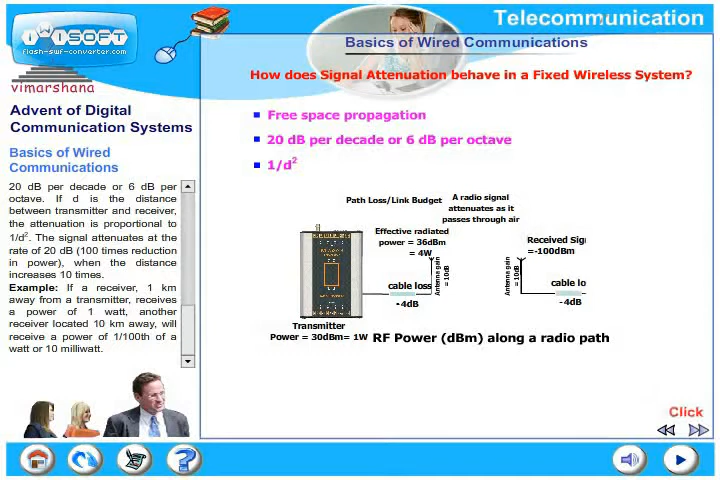 Telecommunication
iWiSOFT
flash-swf-converter.com
vimarshana
Basics of Wired Communications
How does Signal Attenuation behave in a Fixed Wireless System?
Advent of Digital
Communication Systems
Basics of Wired
Communications
20 dB per decade or 6 dB per
octave. If d is the distance
between transmitter and receiver,
the attenuation is proportional to
1/d². The signal attenuates at the
rate of 20 dB (100 times reduction
in power), when the distance
increases 10 times.
Example: If a receiver, 1 km
away from a transmitter, receives
a power of 1 watt, another
receiver located 10 km away, will
receive a power of 1/100th of a
watt or 10 milliwatt.
Free space propagation
20 dB per decade or 6 dB per octave
1/d²
Path Loss/Link Budget
A radio signal
attenuates as it
passes through air
Effective radiated
power = 36dBm
= 4W
Antenna gain
= 10dB
cable loss
-4dB
Received Sig
=-100dBm
Antenna gain
= 10dB
cable lo
-4dB
Transmitter
Power = 30dBm= 1W
RF Power (dBm) along a radio path
Click